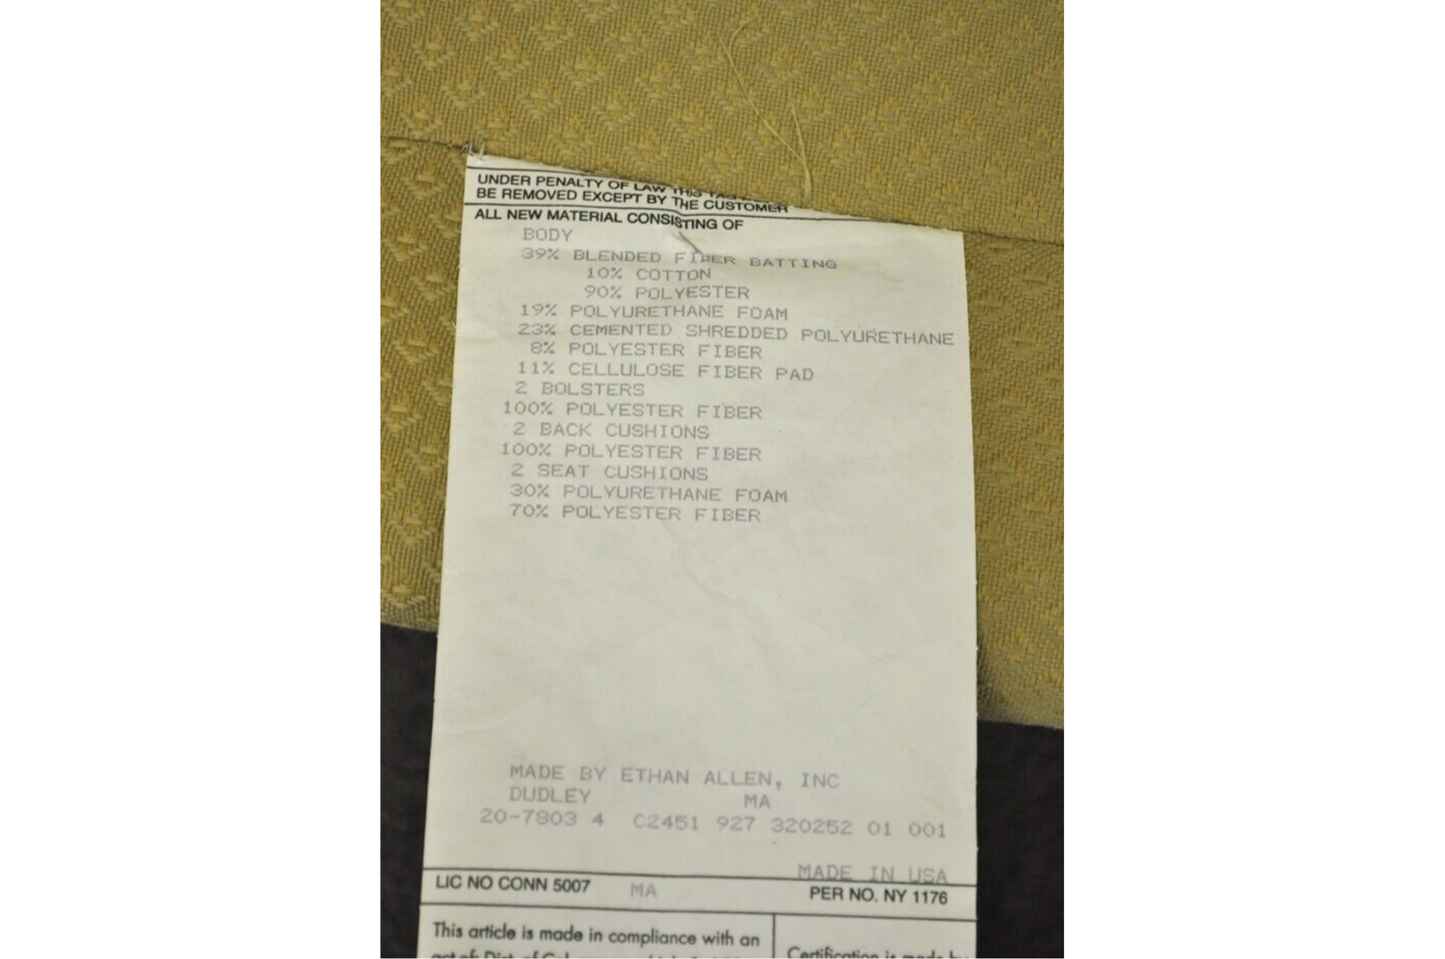 UNDER PENALTY OF LAW THIS TAG
BE REMOVED EXCEPT BY THE CUSTOMER
ALL NEW MATERIAL CONSISTING OF
BODY
39% BLENDED FIBER BATTING
10% COTTON
90% POLYESTER
19% POLYURETHANE FOAM
23% CEMENTED SHREDDED POLYURETHANE
8% POLYESTER FIBER
11% CELLULOSE FIBER PAD
2 BOLSTERS
100% POLYESTER FIBER
2 BACK CUSHIONS
100% POLYESTER FIBER
2 SEAT CUSHIONS
30% POLYURETHANE FOAM
70% POLYESTER FIBER
MADE BY ETHAN ALLEN, INC
DUDLEY MA
20-7803 4 C2451 927 320252 01 001
MADE IN USA
LIC NO CONN 5007 MA PER NO. NY 1176
This article is made in compliance with an
Certification is made by